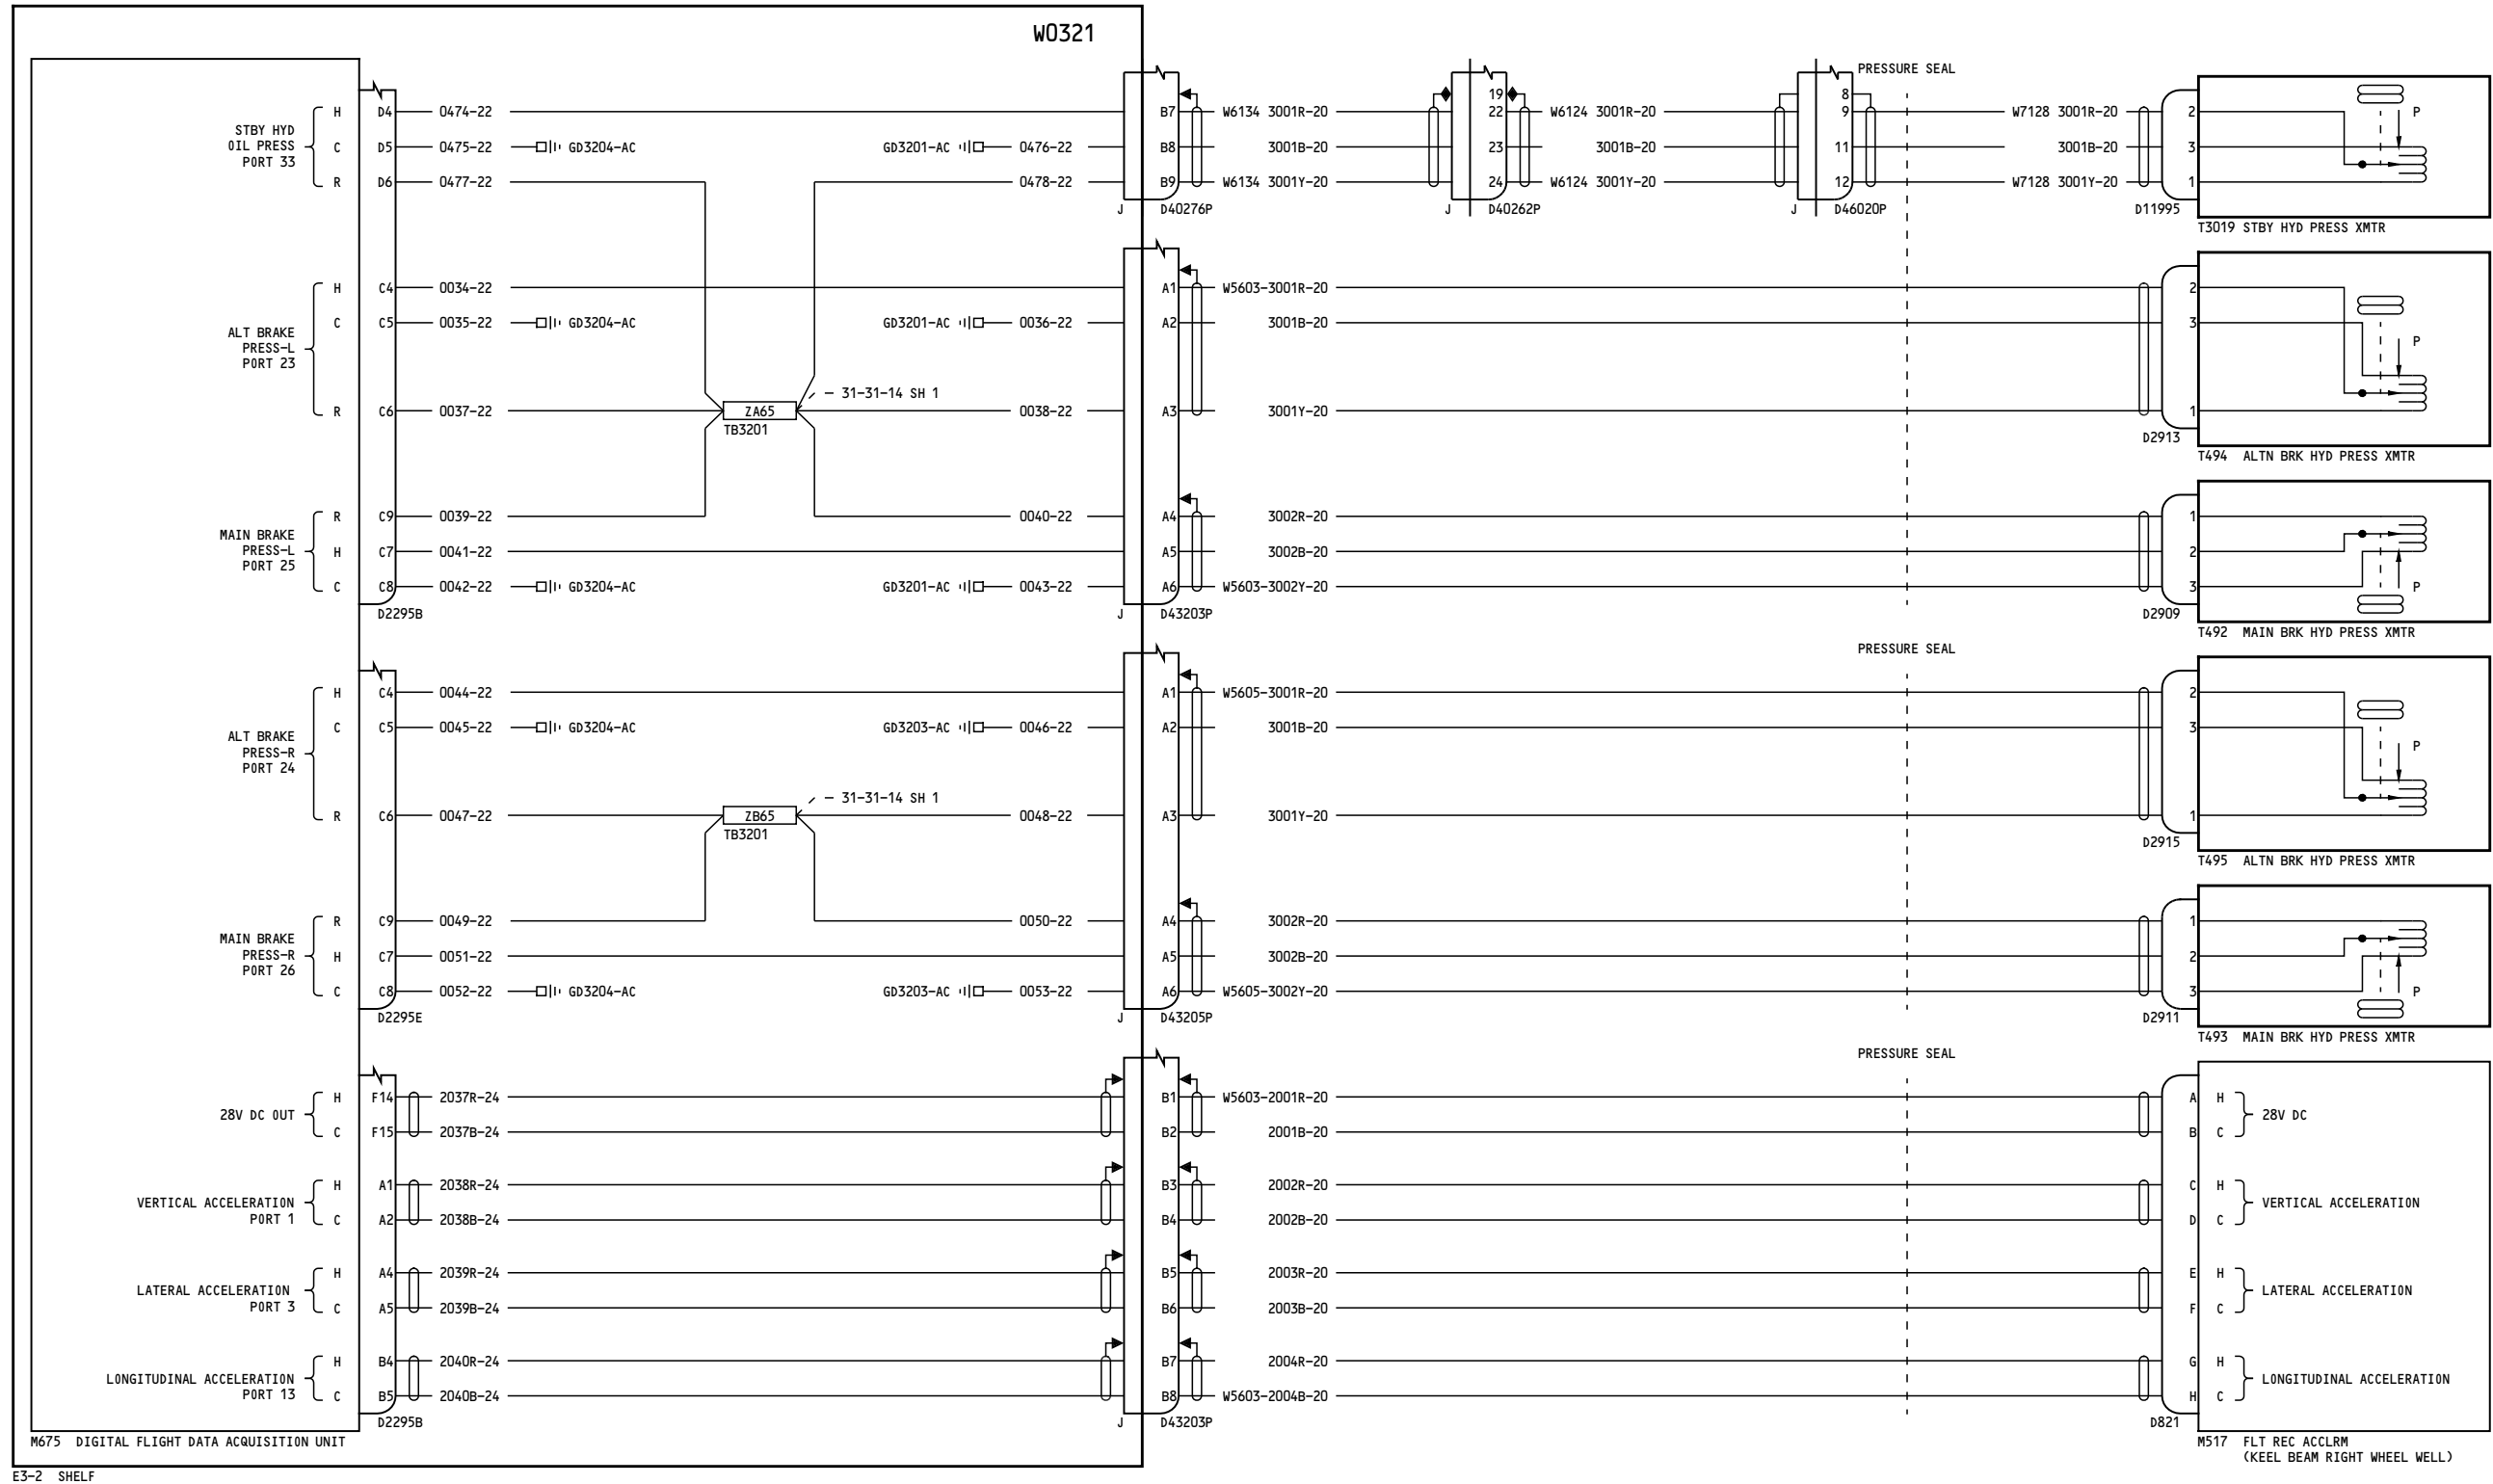 W0321
PRESSURE SEAL
STBY HYD
OIL PRESS
PORT 33
H D4 0474-22 B7 W6134 3001R-20 19 22 W6124 3001R-20 8 9 W7128 3001R-20 2 P
C D5 0475-22 GD3204-AC GD3201-AC 0476-22 B8 3001B-20 23 3001B-20 11 3001B-20 3
R D6 0477-22 0478-22 B9 W6134 3001Y-20 24 W6124 3001Y-20 12 W7128 3001Y-20 1
J D40276P J D40262P J D46020P D11995
T3019 STBY HYD PRESS XMTR
ALT BRAKE
PRESS-L
PORT 23
H C4 0034-22 A1 W5603-3001R-20 2
C C5 0035-22 GD3204-AC GD3201-AC 0036-22 A2 3001B-20 3
P
31-31-14 SH 1
R C6 0037-22 ZA65 0038-22 A3 3001Y-20 1
TB3201
D2913
T494 ALTN BRK HYD PRESS XMTR
MAIN BRAKE
PRESS-L
PORT 25
R C9 0039-22 0040-22 A4 3002R-20 1
H C7 0041-22 A5 3002B-20 2
C C8 0042-22 GD3204-AC GD3201-AC 0043-22 A6 W5603-3002Y-20 3 P
D2295B J D43203P D2909
T492 MAIN BRK HYD PRESS XMTR
PRESSURE SEAL
ALT BRAKE
PRESS-R
PORT 24
H C4 0044-22 A1 W5605-3001R-20 2
C C5 0045-22 GD3204-AC GD3203-AC 0046-22 A2 3001B-20 3
P
31-31-14 SH 1
R C6 0047-22 ZB65 0048-22 A3 3001Y-20 1
TB3201
D2915
T495 ALTN BRK HYD PRESS XMTR
MAIN BRAKE
PRESS-R
PORT 26
R C9 0049-22 0050-22 A4 3002R-20 1
H C7 0051-22 A5 3002B-20 2
C C8 0052-22 GD3204-AC GD3203-AC 0053-22 A6 W5605-3002Y-20 3 P
D2295E J D43205P D2911
T493 MAIN BRK HYD PRESS XMTR
PRESSURE SEAL
28V DC OUT
H F14 2037R-24 B1 W5603-2001R-20 A H
28V DC
C F15 2037B-24 B2 2001B-20 B C
VERTICAL ACCELERATION
PORT 1
H A1 2038R-24 B3 2002R-20 C H
VERTICAL ACCELERATION
C A2 2038B-24 B4 2002B-20 D C
LATERAL ACCELERATION
PORT 3
H A4 2039R-24 B5 2003R-20 E H
LATERAL ACCELERATION
C A5 2039B-24 B6 2003B-20 F C
LONGITUDINAL ACCELERATION
PORT 13
H B4 2040R-24 B7 2004R-20 G H
LONGITUDINAL ACCELERATION
C B5 2040B-24 B8 W5603-2004B-20 H C
D2295B J D43203P D821
M675 DIGITAL FLIGHT DATA ACQUISITION UNIT
M517 FLT REC ACCLRM
(KEEL BEAM RIGHT WHEEL WELL)
E3-2 SHELF